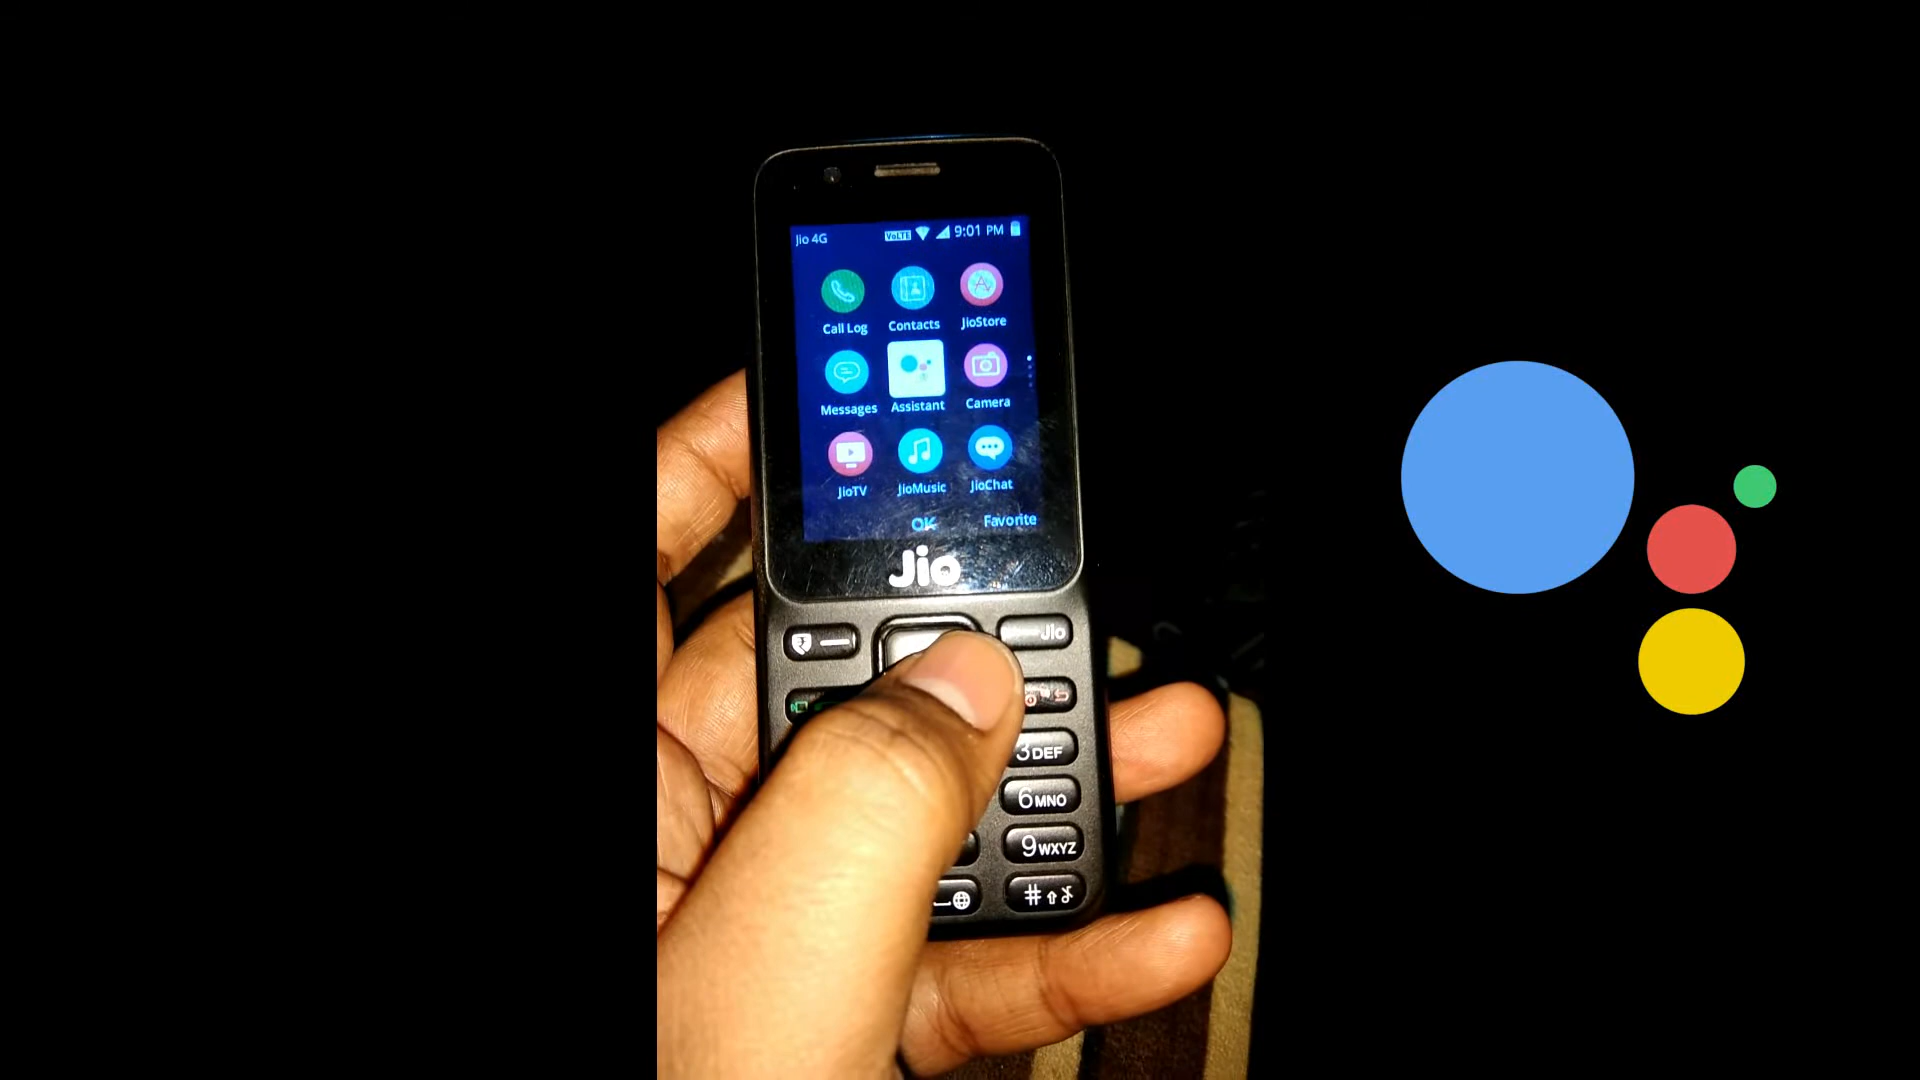 Jio 4G VoLTE 9:01 PM
Call Log Contacts JioStore
Messages Assistant Camera
JioTV JioMusic JioChat
OK Favorite
Jio
Jio
3DEF
6MNO
9WXYZ
#